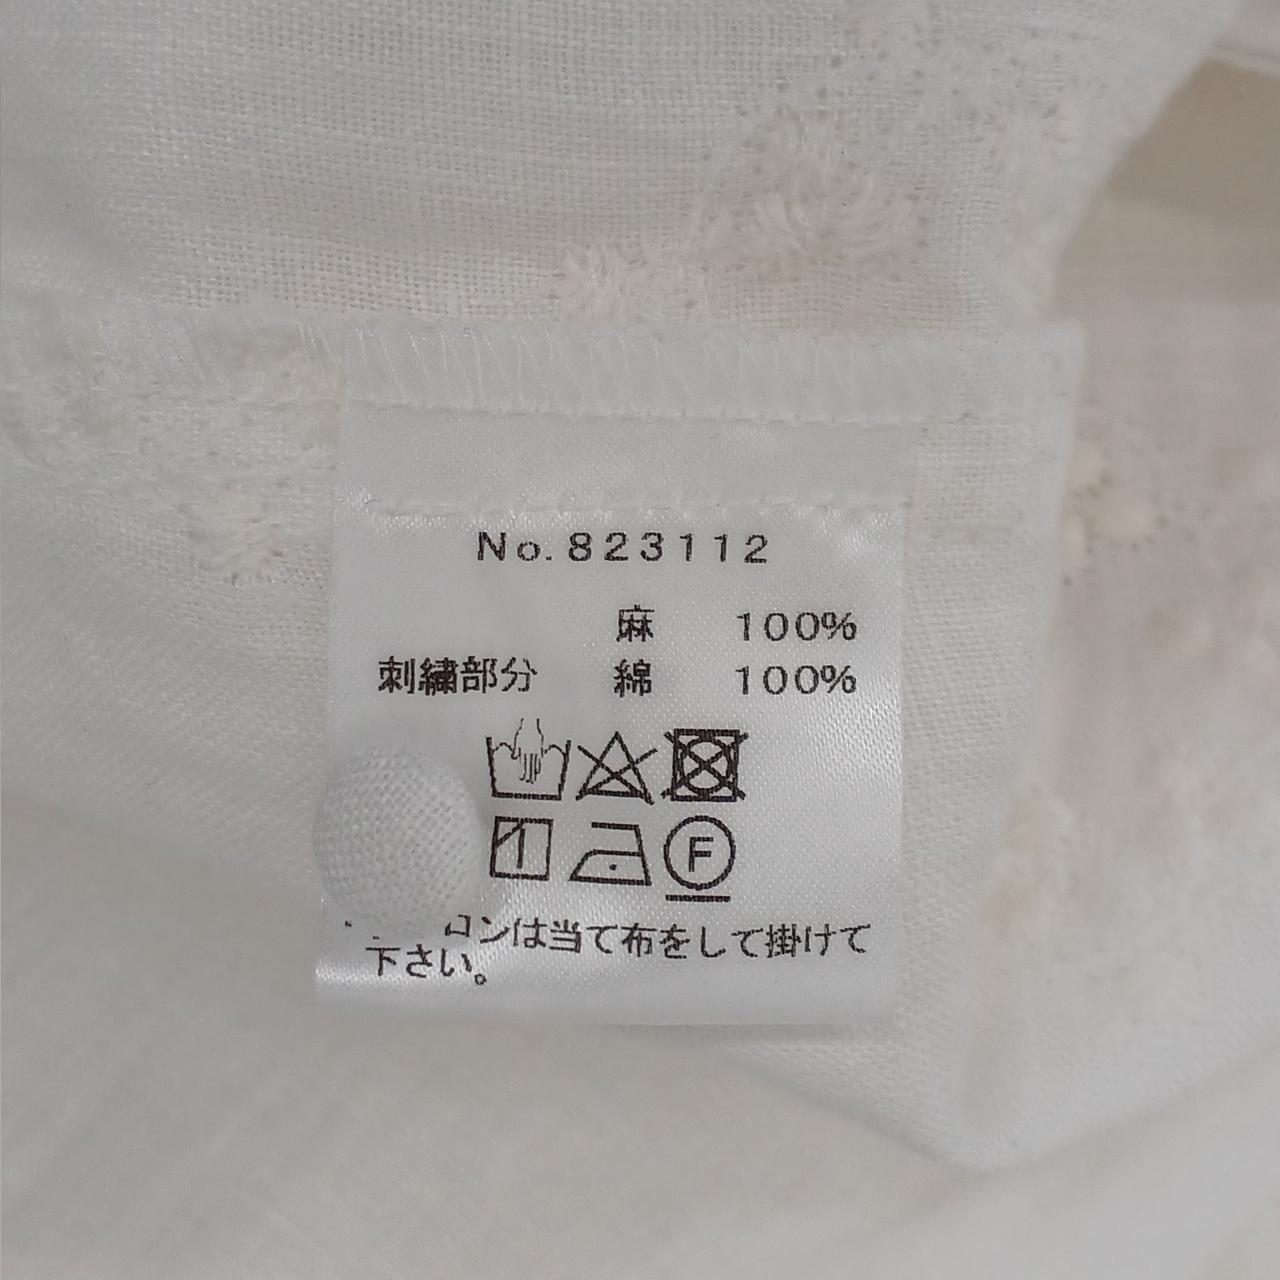 No.823112
麻 100%
刺繍部分 綿 100%
F
ロンは当て布をして掛けて
下さい。